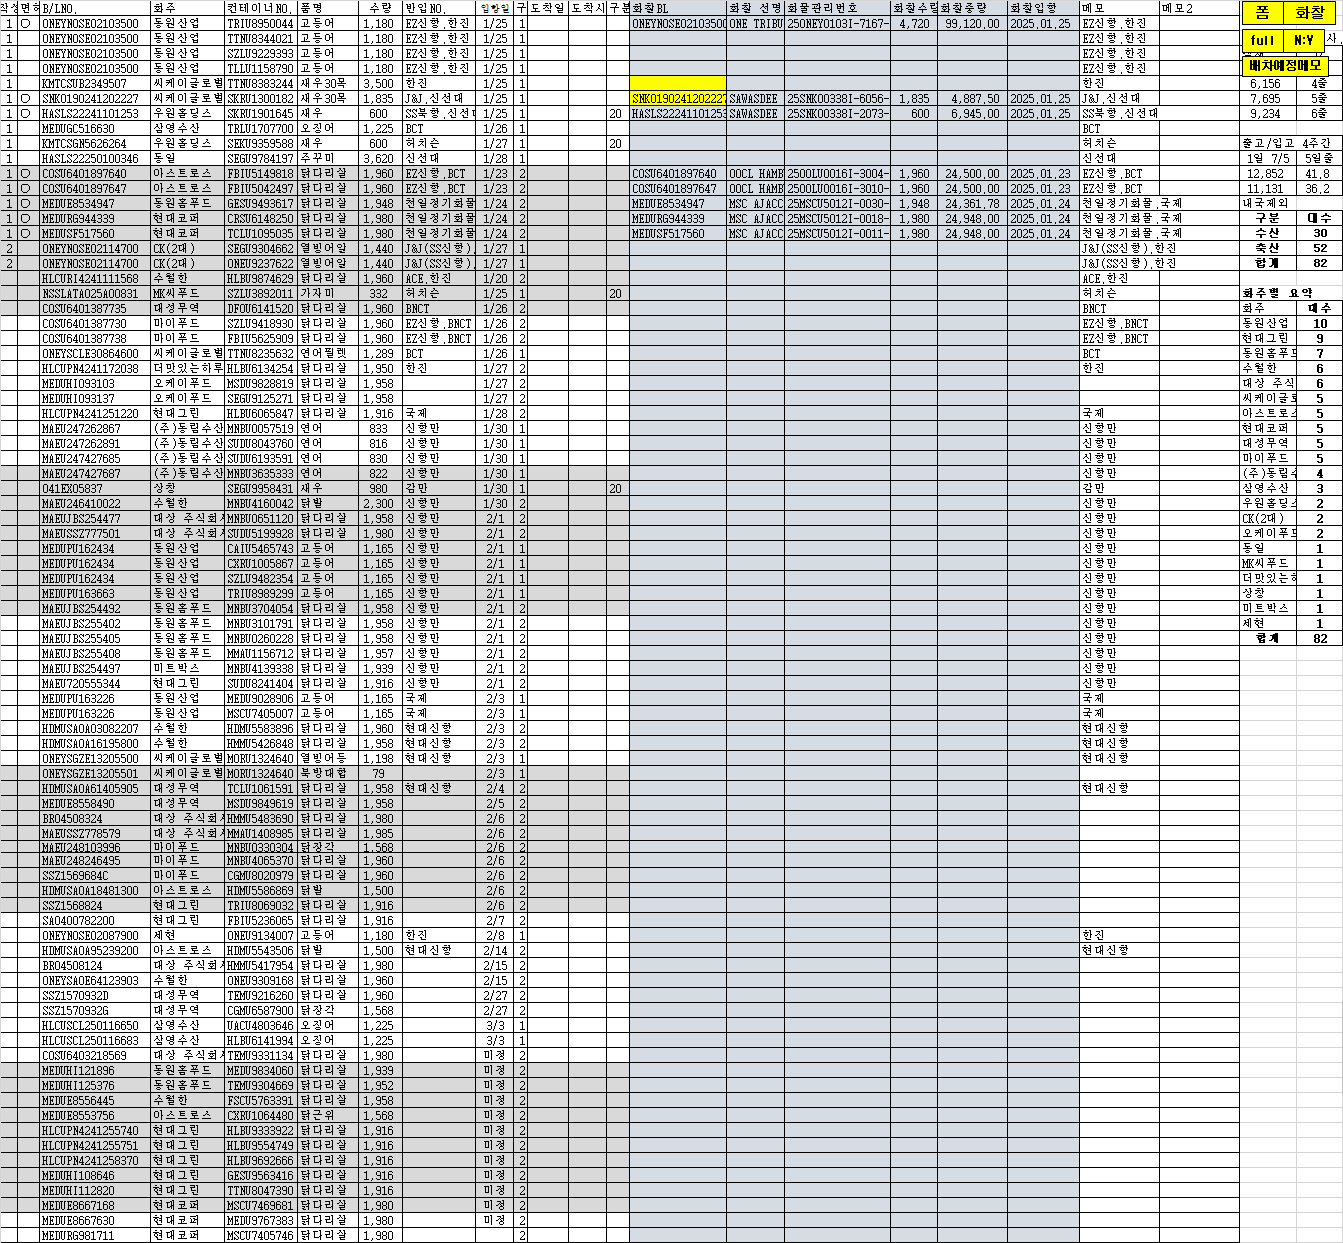 작성 면허 B/LNO. 화주 컨테이너NO. 품명 수량 반입NO. 입항일 구 도착일 도착시 구분 화찰BL 화찰 선명 화물관리번호 화찰수량 화찰중량 화찰입항 메모 메모2 폼 화찰
1 ○ ONEYNOSE02103500 동원산업 TRIU8950044 고등어 1,180 EZ신항.한진 1/25 1 ONEYNOSE02103500 ONE TRIBU 25ONEY0103I-7167- 4,720 99,120.00 2025.01.25 EZ신항.한진
1 ONEYNOSE02103500 동원산업 TTNU8344021 고등어 1,180 EZ신항.한진 1/25 1 EZ신항.한진 full N:Y
1 ONEYNOSE02103500 동원산업 SZLU9229393 고등어 1,180 EZ신항.한진 1/25 1 EZ신항.한진
1 ONEYNOSE02103500 동원산업 TLLU1158790 고등어 1,180 EZ신항.한진 1/25 1 EZ신항.한진 배차예정메모
1 KMTCSUB2349507 씨케이글로벌 TTNU8383244 새우30목 3,500 한진 1/25 1 한진 6,156 4줄
1 ○ SNKO190241202227 씨케이글로벌 SKRU1300182 새우30목 1,835 J&J.신선대 1/25 1 SNKO190241202227 SAWASDEE 25SNK00338I-6056- 1,835 4,887.50 2025.01.25 J&J.신선대 7,695 5줄
1 ○ HASLS22241101253 우원홀딩스 SKRU1901645 새우 600 SS북항.신선대 1/25 1 20 HASLS22241101253 SAWASDEE 25SNK00338I-2073- 600 6,945.00 2025.01.25 SS북항.신선대 9,234 6줄
1 MEDUGC516630 삼영수산 TRLU1707700 오징어 1,225 BCT 1/26 1 BCT
1 KMTCSGN5626264 우원홀딩스 SEKU9359588 새우 600 허치슨 1/27 1 20 허치슨 출고/입고 4주간
1 HASLS22250100346 동일 SEGU9784197 주꾸미 3,620 신선대 1/28 1 신선대 1일 7/5 5일줄
1 ○ COSU6401897640 아스트로스 FBIU5149818 닭다리살 1,960 EZ신항.BCT 1/23 2 COSU6401897640 OOCL HAMB 25OOLU0016I-3004- 1,960 24,500.00 2025.01.23 EZ신항.BCT 12,852 41.8
1 ○ COSU6401897647 아스트로스 FBIU5042497 닭다리살 1,960 EZ신항.BCT 1/23 2 COSU6401897647 OOCL HAMB 25OOLU0016I-3010- 1,960 24,500.00 2025.01.23 EZ신항.BCT 11,131 36.2
1 ○ MEDUE8534947 동원홈푸드 GESU9493617 닭다리살 1,948 천일정기화물 1/24 2 MEDUE8534947 MSC AJACC 25MSCU5012I-0030- 1,948 24,361.78 2025.01.24 천일정기화물.국제 내국제외
1 ○ MEDURG944339 현대코퍼 CRSU6148250 닭다리살 1,980 천일정기화물 1/24 2 MEDURG944339 MSC AJACC 25MSCU5012I-0018- 1,980 24,948.00 2025.01.24 천일정기화물.국제 구분 대수
1 ○ MEDUSF517560 현대코퍼 TCLU1095035 닭다리살 1,980 천일정기화물 1/24 2 MEDUSF517560 MSC AJACC 25MSCU5012I-0011- 1,980 24,948.00 2025.01.24 천일정기화물.국제 수산 30
2 ONEYNOSE02114700 CK(2대) SEGU9304662 열빙어알 1,440 J&J(SS신항). 1/27 1 J&J(SS신항).한진 축산 52
2 ONEYNOSE02114700 CK(2대) ONEU9237622 열빙어알 1,440 J&J(SS신항). 1/27 1 J&J(SS신항).한진 합계 82
HLCURI4241111568 수월한 HLBU9874629 닭다리살 1,960 ACE.한진 1/20 2 ACE.한진
NSSLATA025A00831 MK씨푸드 SZLU3892011 가자미 332 허치슨 1/25 1 20 허치슨 화주별 요약
COSU6401387735 대성무역 DFOU6141520 닭다리살 1,960 BNCT 1/26 2 BNCT 화주 대수
COSU6401387730 마이푸드 SZLU9418930 닭다리살 1,960 EZ신항.BNCT 1/26 2 EZ신항.BNCT 동원산업 10
COSU6401387738 마이푸드 FBIU5625909 닭다리살 1,960 EZ신항.BNCT 1/26 2 EZ신항.BNCT 현대그린 9
ONEYSCLE30864600 씨케이글로벌 TTNU8235632 연어필렛 1,289 BCT 1/26 1 BCT 동원홈푸드 7
HLCUPN4241172038 더맛있는하루 HLBU6134254 닭다리살 1,950 한진 1/27 2 한진 수월한 6
MEDUHI093103 오케이푸드 MSDU9828819 닭다리살 1,958 1/27 2 대상 주식 6
MEDUHI093137 오케이푸드 SEGU9125271 닭다리살 1,958 1/27 2 씨케이글로 5
HLCUPN4241251220 현대그린 HLBU6065847 닭다리살 1,916 국제 1/28 2 국제 아스트로스 5
MAEU247262867 (주)동림수산 MNBU0057519 연어 833 신항만 1/30 1 신항만 현대코퍼 5
MAEU247262891 (주)동림수산 SUDU8043760 연어 816 신항만 1/30 1 신항만 대성무역 5
MAEU247427685 (주)동림수산 SUDU6193591 연어 830 신항만 1/30 1 신항만 마이푸드 5
MAEU247427687 (주)동림수산 MNBU3635333 연어 822 신항만 1/30 1 신항만 (주)동림수 4
041EX05837 상창 SEGU9958431 새우 980 감만 1/30 1 20 감만 삼영수산 3
MAEU246410022 수월한 MNBU4160042 닭발 2,300 신항만 1/30 2 신항만 우원홀딩스 2
MAEUJBS254477 대상 주식회사 MNBU0651120 닭다리살 1,958 신항만 2/1 2 신항만 CK(2대) 2
MAEUSSZ777501 대상 주식회사 SUDU5199928 닭다리살 1,980 신항만 2/1 2 신항만 오케이푸드 2
MEDUPU162434 동원산업 CAIU5465743 고등어 1,165 신항만 2/1 1 신항만 동일 1
MEDUPU162434 동원산업 CXRU1005867 고등어 1,165 신항만 2/1 1 신항만 MK씨푸드 1
MEDUPU162434 동원산업 SZLU9482354 고등어 1,165 신항만 2/1 1 신항만 더맛있는하 1
MEDUPU163663 동원산업 TRIU8989299 고등어 1,165 신항만 2/1 1 신항만 상창 1
MAEUJBS254492 동원홈푸드 MNBU3704054 닭다리살 1,958 신항만 2/1 2 신항만 미트박스 1
MAEUJBS255402 동원홈푸드 MNBU3101791 닭다리살 1,958 신항만 2/1 2 신항만 세현 1
MAEUJBS255405 동원홈푸드 MNBU0260228 닭다리살 1,958 신항만 2/1 2 신항만 합계 82
MAEUJBS255408 동원홈푸드 MMAU1156712 닭다리살 1,957 신항만 2/1 2 신항만
MAEUJBS254497 미트박스 MNBU4139338 닭다리살 1,939 신항만 2/1 2 신항만
MAEU720555344 현대그린 SUDU8241404 닭다리살 1,916 신항만 2/1 2 신항만
MEDUPU163226 동원산업 MEDU9028906 고등어 1,165 국제 2/3 1 국제
MEDUPU163226 동원산업 MSCU7405007 고등어 1,165 국제 2/3 1 국제
HDMUSAOA03082207 수월한 HDMU5583896 닭다리살 1,960 현대신항 2/3 2 현대신항
HDMUSAOA16195800 수월한 HMMU5426848 닭다리살 1,958 현대신항 2/3 2 현대신항
ONEYSGZE13205500 씨케이글로벌 MORU1324640 열빙어등 1,198 현대신항 2/3 1 현대신항
ONEYSGZE13205501 씨케이글로벌 MORU1324640 북방대합 79 2/3 1
HDMUSAOA61405905 대성무역 TCLU1061591 닭다리살 1,958 현대신항 2/4 2 현대신항
MEDUE8558490 대성무역 MSDU9849619 닭다리살 1,958 2/5 2
BR04508324 대상 주식회사 HMMU5483690 닭다리살 1,980 2/6 2
MAEUSSZ778579 대상 주식회사 MMAU1408985 닭다리살 1,985 2/6 2
MAEU248103996 마이푸드 MNBU0330304 닭장각 1,568 2/6 2
MAEU248246495 마이푸드 MNBU4065370 닭다리살 1,960 2/6 2
SSZ1569684C 마이푸드 CGMU8020979 닭다리살 1,960 2/6 2
HDMUSAOA18481300 아스트로스 HDMU5586869 닭발 1,500 2/6 2
SSZ1568824 현대그린 TRIU8069032 닭다리살 1,916 2/6 2
SA0400782200 현대그린 FBIU5236065 닭다리살 1,916 2/7 2
ONEYNOSE02087900 세현 ONEU9134007 고등어 1,180 한진 2/8 1 한진
HDMUSAOA95239200 아스트로스 HDMU5543506 닭발 1,500 현대신항 2/14 2 현대신항
BR04508124 대상 주식회사 HMMU5417954 닭다리살 1,980 2/15 2
ONEYSAOE64123903 수월한 ONEU9309168 닭다리살 1,960 2/15 2
SSZ1570932D 대성무역 TEMU9216260 닭다리살 1,960 2/27 2
SSZ1570932G 대성무역 CGMU6587900 닭장각 1,568 2/27 2
HLCUSCL250116650 삼영수산 UACU4803646 오징어 1,225 3/3 1
HLCUSCL250116683 삼영수산 HLBU6141994 오징어 1,225 3/3 1
COSU6403218569 대상 주식회사 TEMU9331134 닭다리살 1,980 미정 2
MEDUHI121896 동원홈푸드 MEDU9834060 닭다리살 1,939 미정 2
MEDUHI125376 동원홈푸드 TEMU9304669 닭다리살 1,952 미정 2
MEDUE8556445 수월한 FSCU5763391 닭다리살 1,958 미정 2
MEDUE8553756 아스트로스 CXRU1064480 닭근위 1,568 미정 2
HLCUPN4241255740 현대그린 HLBU9333922 닭다리살 1,916 미정 2
HLCUPN4241255751 현대그린 HLBU9554749 닭다리살 1,916 미정 2
HLCUPN4241258370 현대그린 HLBU9692666 닭다리살 1,916 미정 2
MEDUHI108646 현대그린 GESU9563416 닭다리살 1,916 미정 2
MEDUHI112820 현대그린 TTNU8047390 닭다리살 1,916 미정 2
MEDUE8667168 현대코퍼 MSCU7469681 닭다리살 1,980 미정 2
MEDUE8667630 현대코퍼 MEDU9767383 닭다리살 1,980 미정 2
MEDURG981711 현대코퍼 MSCU7405746 닭다리살 1,980 2